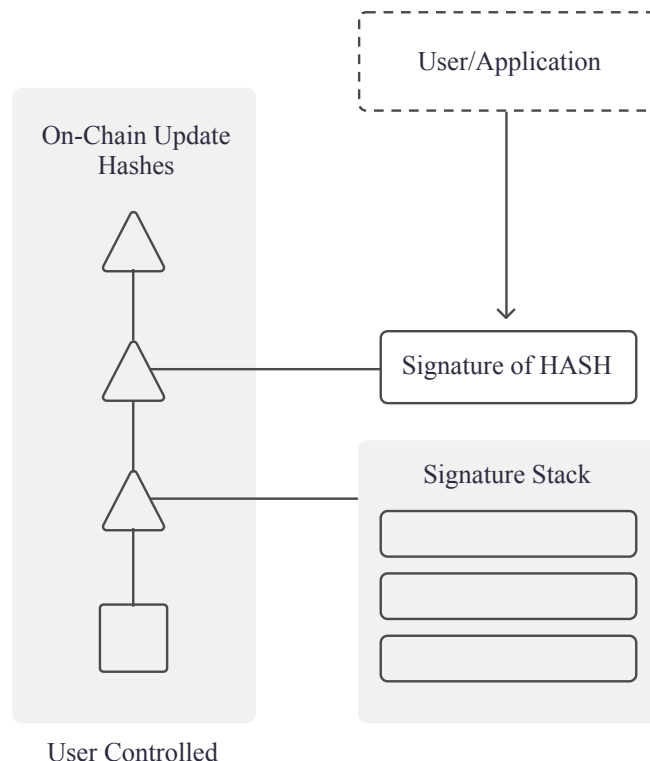 User/Application
On-Chain Update
Hashes
Signature of HASH
Signature Stack
User Controlled